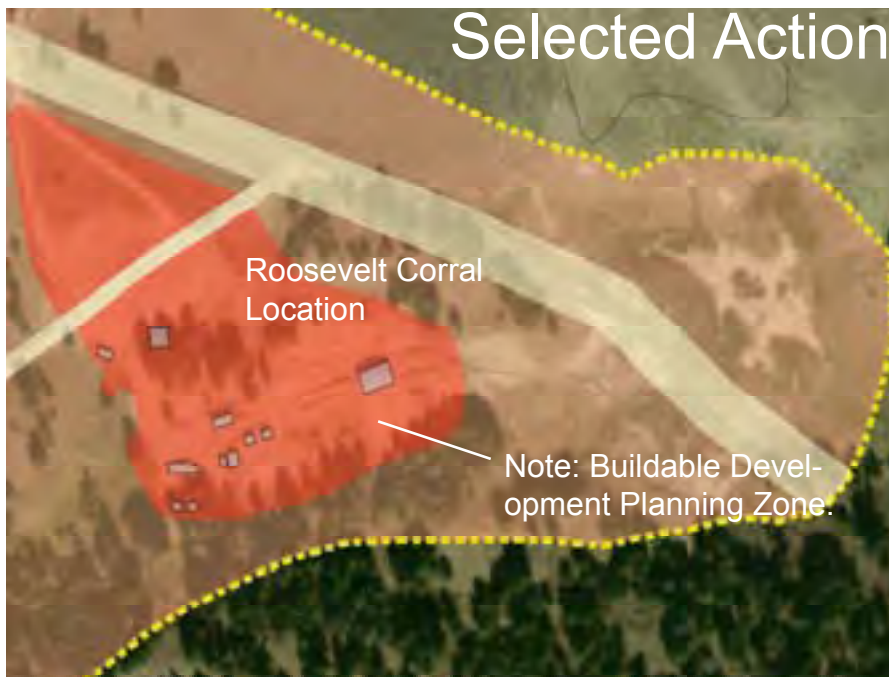 Selected Action
Roosevelt Corral
Location
Note: Buildable Devel-
opment Planning Zone.